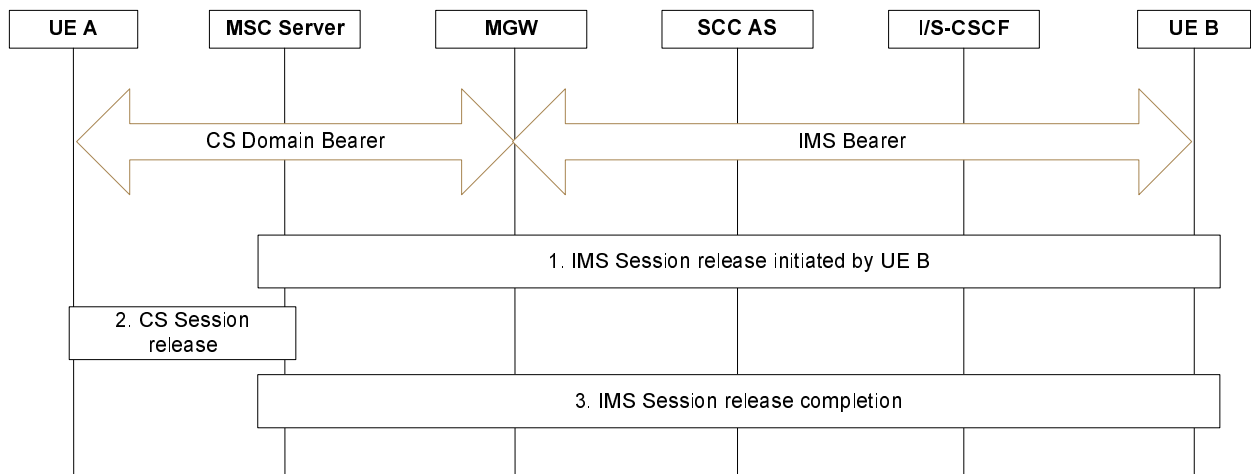 UE A
MSC Server
MGW
SCC AS
I/S-CSCF
UE B
CS Domain Bearer
IMS Bearer
1. IMS Session release initiated by UE B
2. CS Session
release
3. IMS Session release completion